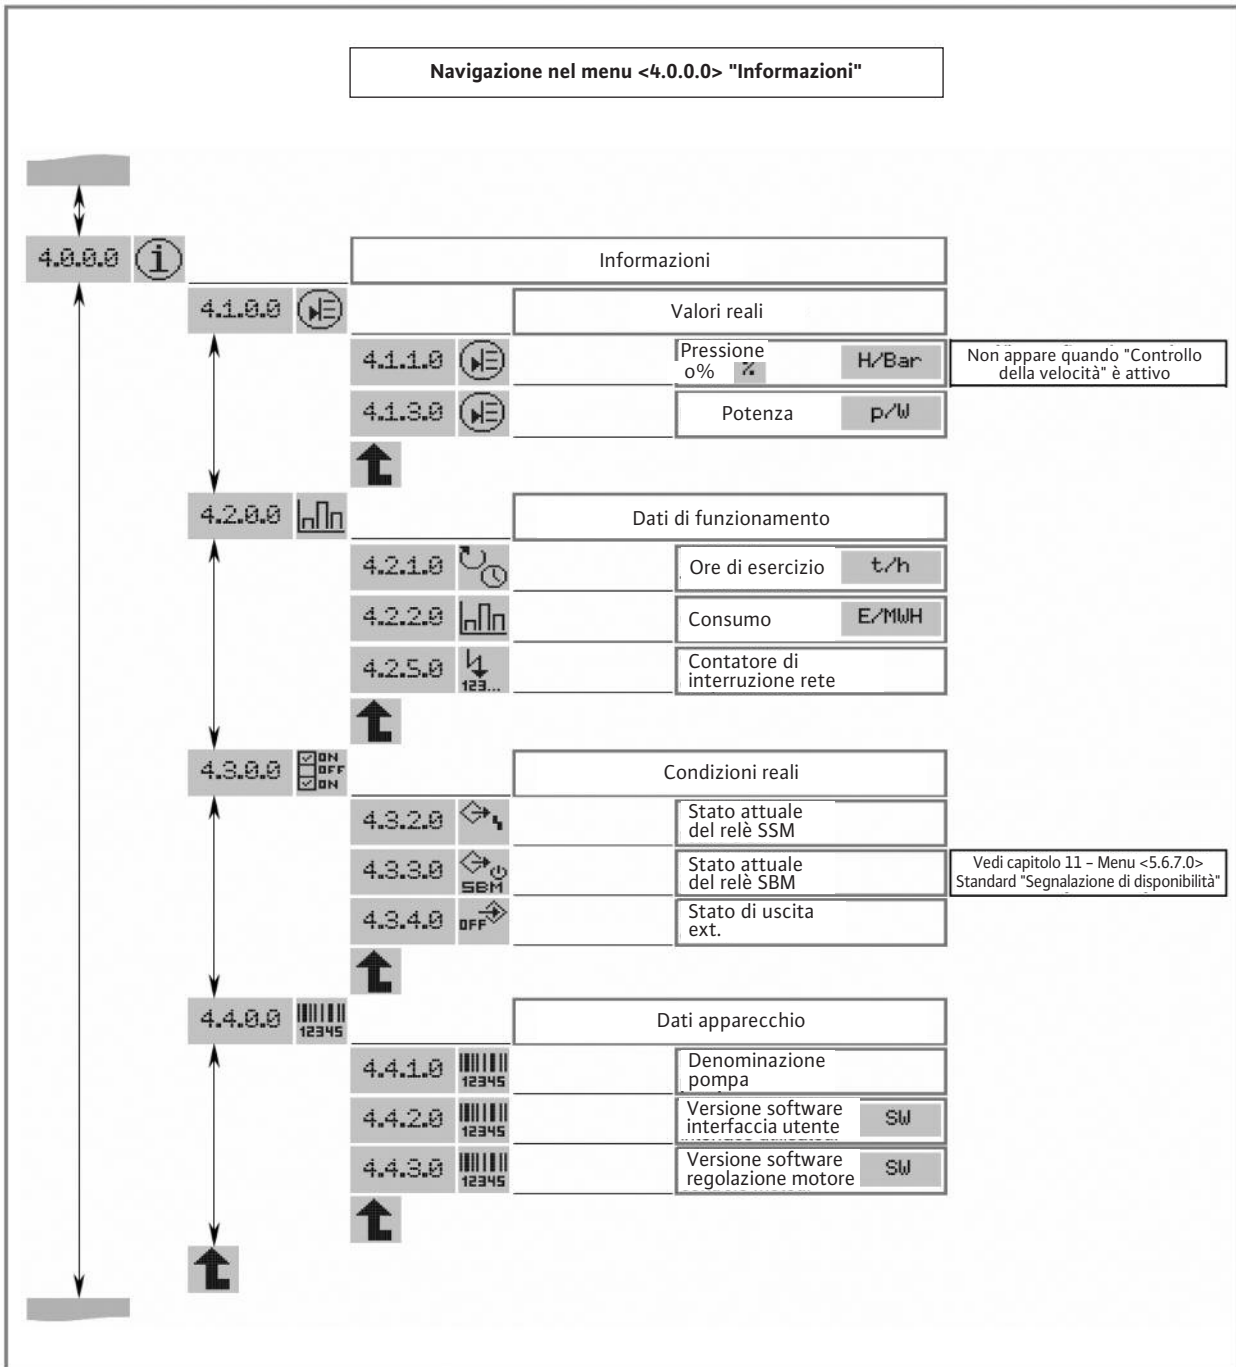 Navigazione nel menu <4.0.0.0> "Informazioni"
4.0.0.0 i Informazioni
4.1.0.0 Valori reali
4.1.1.0 Pressione
o% % H/Bar
Non appare quando "Controllo
della velocità" è attivo
4.1.3.0 Potenza p/W
4.2.0.0 Dati di funzionamento
4.2.1.0 Ore di esercizio t/h
4.2.2.0 Consumo E/MWH
4.2.5.0 123... Contatore di
interruzione rete
4.3.0.0 Condizioni reali
ON
OFF
ON
4.3.2.0 Stato attuale
del relè SSM
4.3.3.0 SBM Stato attuale
del relè SBM
Vedi capitolo 11 – Menu <5.6.7.0>
Standard "Segnalazione di disponibilità"
4.3.4.0 OFF Stato di uscita
ext.
4.4.0.0 12345 Dati apparecchio
4.4.1.0 12345 Denominazione
pompa
4.4.2.0 12345 Versione software
interfaccia utente SW
4.4.3.0 12345 Versione software
regolazione motore SW